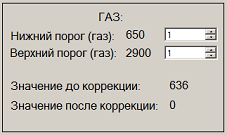 ГАЗ:
Нижний порог (газ): 650 1
Верхний порог (газ): 2900 1
Значение до коррекции: 636
Значение после коррекции: 0